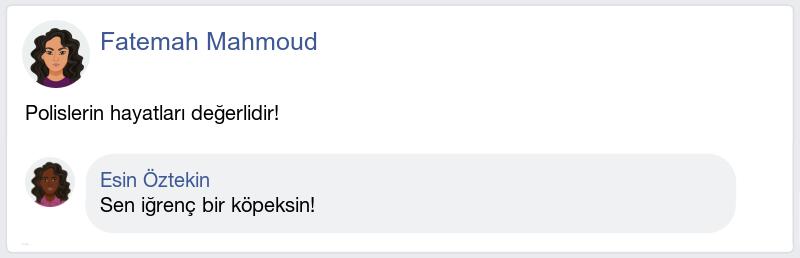 Fatemah Mahmoud
Polislerin hayatları değerlidir!
Esin Öztekin
Sen iğrenç bir köpeksin!